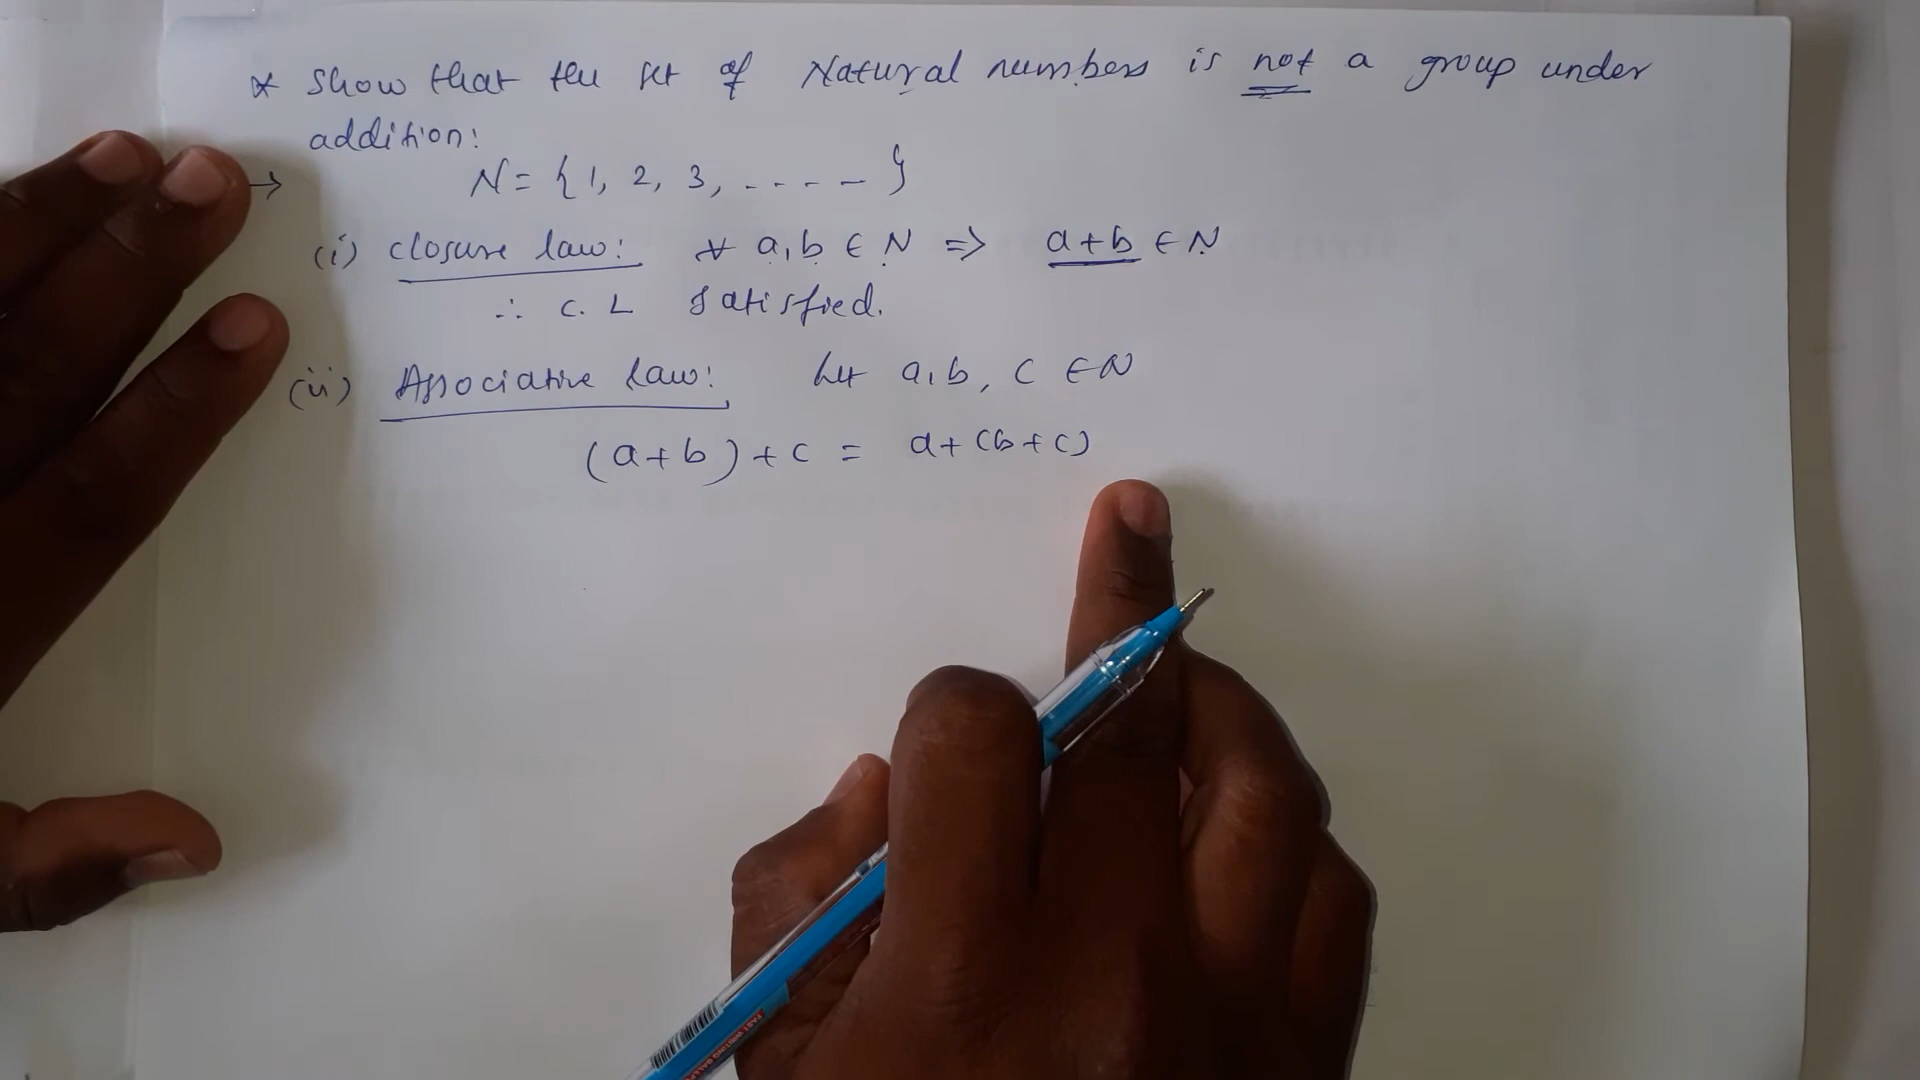 * Show that the set of Natural numbers is not a group under
addition:
→ N = {1, 2, 3, ----- }
(i) closure law: ∀ a, b ∈ N ⇒ a+b ∈ N
∴ C. L satisfied.
(ii) Associative law: Let a, b, c ∈ N
(a+b)+c = a+(b+c)